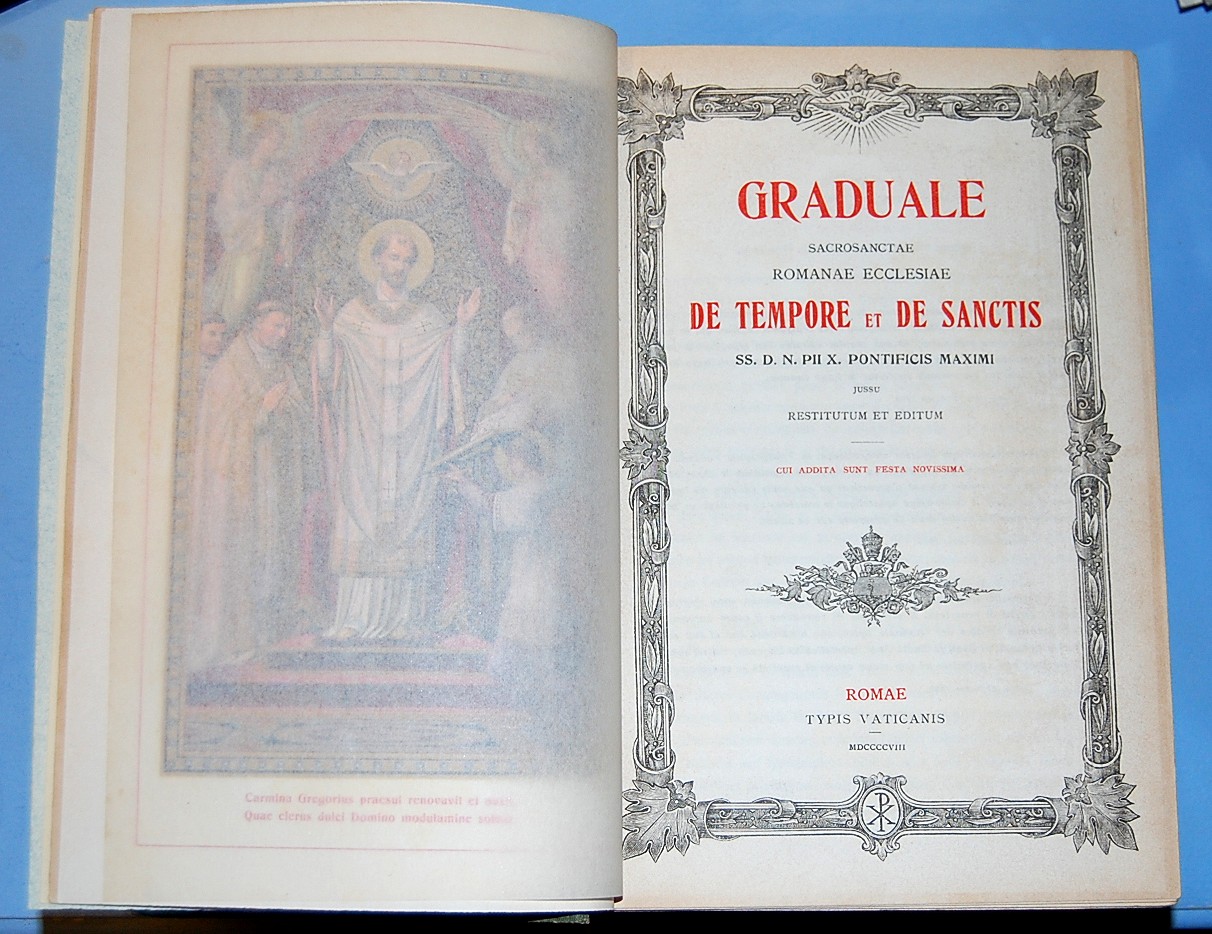 Carmina Gregorius praesul renovavit et
Quae clerus dulci Domino modulamine
GRADUALE
SACROSANCTAE
ROMANAE ECCLESIAE
DE TEMPORE ET DE SANCTIS
SS. D. N. PII X. PONTIFICIS MAXIMI
JUSSU
RESTITUTUM ET EDITUM
CUI ADDITA SUNT FESTA NOVISSIMA
ROMAE
TYPIS VATICANIS
MDCCCCVIII